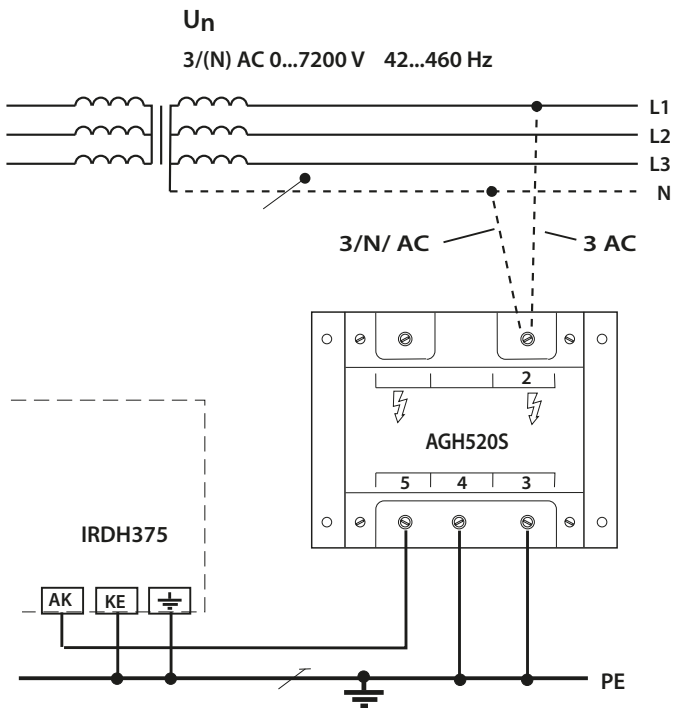 Un
3/(N) AC 0...7200 V 42...460 Hz
L1
L2
L3
N
3/N/ AC
3 AC
2
AGH520S
5 4 3
IRDH375
AK KE
PE